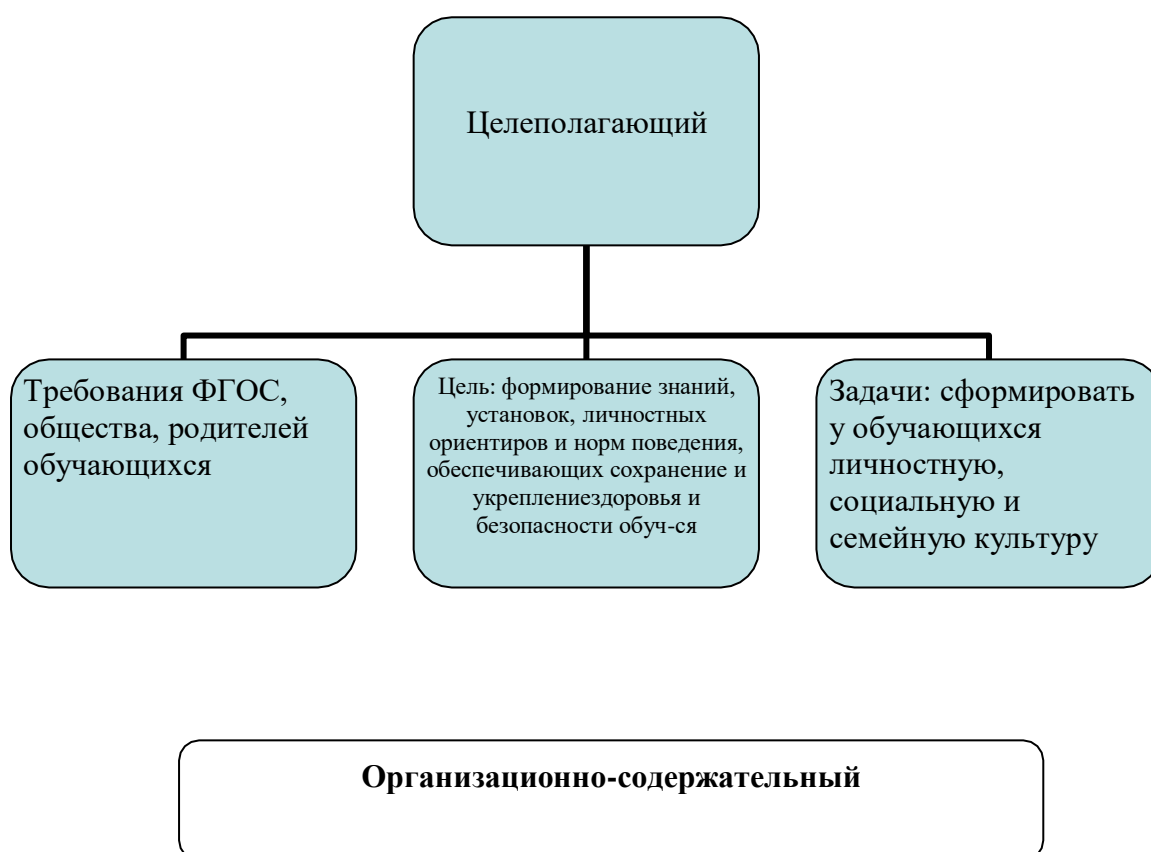 Целеполагающий
Требования ФГОС,
общества, родителей
обучающихся
Цель: формирование знаний,
установок, личностных
ориентиров и норм поведения,
обеспечивающих сохранение и
укреплениездоровья и
безопасности обуч-ся
Задачи: сформировать
у обучающихся
личностную,
социальную и
семейную культуру
Организационно-содержательный